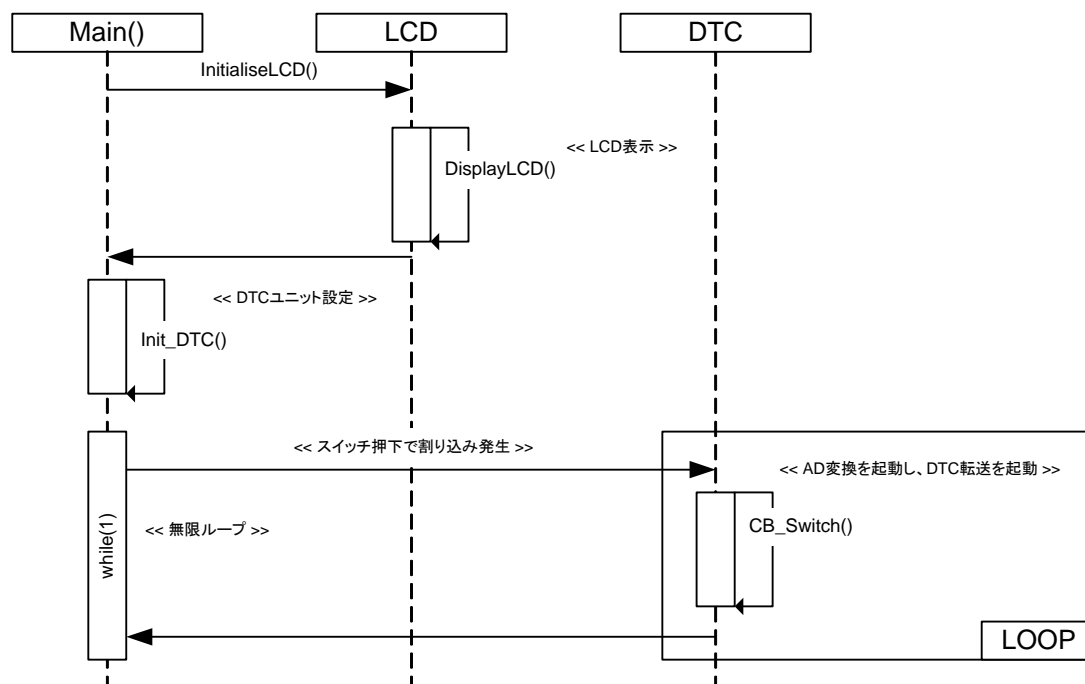 Main()
LCD
DTC
InitialiseLCD()
<< LCD表示 >>
DisplayLCD()
<< DTCユニット設定 >>
Init_DTC()
<< スイッチ押下で割り込み発生 >>
<< AD変換を起動し、DTC転送を起動 >>
while(1)
<< 無限ループ >>
CB_Switch()
LOOP